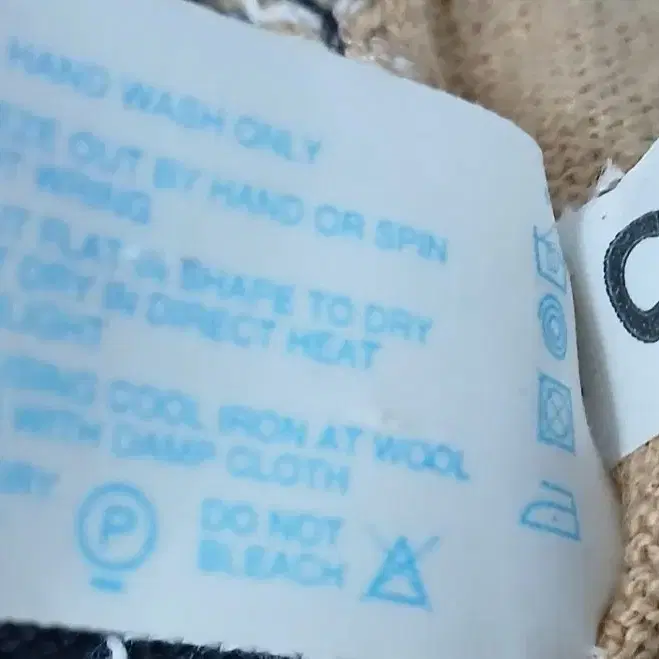 HAND WASH ONLY
OUT BY HAND OR SPIN
WRING
FLAT IN SHAPE TO DRY
DRY IN DIRECT HEAT
COOL IRON AT WOOL
WITH DAMP CLOTH
P
DO NOT
BLEACH